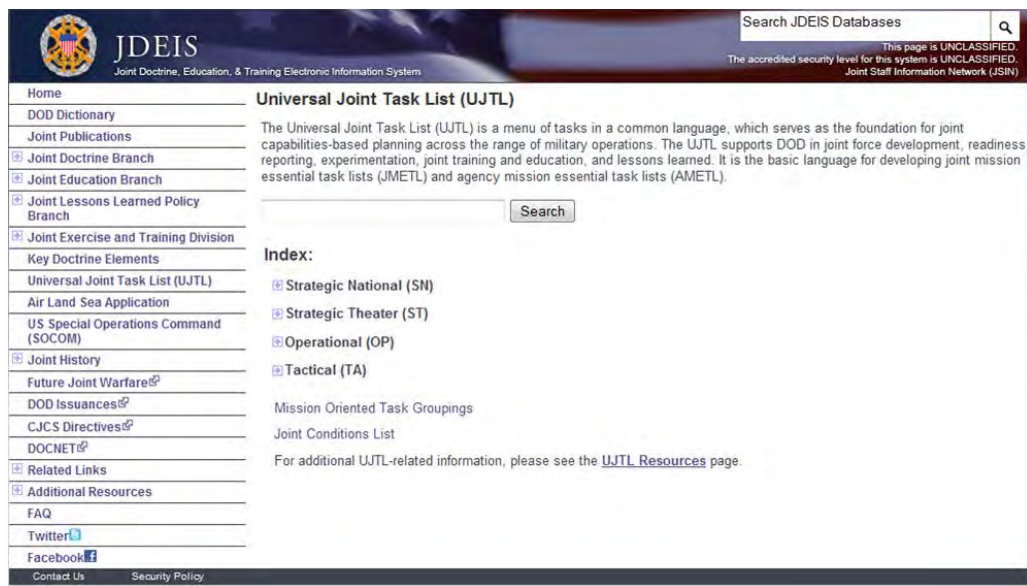 JDEIS
Joint Doctrine, Education, & Training Electronic Information System
Search JDEIS Databases
This page is UNCLASSIFIED.
The accredited security level for this system is UNCLASSIFIED.
Joint Staff Information Network (JSIN)
Home
DOD Dictionary
Joint Publications
Joint Doctrine Branch
Joint Education Branch
Joint Lessons Learned Policy
Branch
Joint Exercise and Training Division
Key Doctrine Elements
Universal Joint Task List (UJTL)
Air Land Sea Application
US Special Operations Command
(SOCOM)
Joint History
Future Joint Warfare
DOD Issuances
CJCS Directives
DOCNET
Related Links
Additional Resources
FAQ
Twitter
Facebook
Universal Joint Task List (UJTL)
The Universal Joint Task List (UJTL) is a menu of tasks in a common language, which serves as the foundation for joint
capabilities-based planning across the range of military operations. The UJTL supports DOD in joint force development, readiness
reporting, experimentation, joint training and education, and lessons learned. It is the basic language for developing joint mission
essential task lists (JMETL) and agency mission essential task lists (AMETL).
Search
Index:
Strategic National (SN)
Strategic Theater (ST)
Operational (OP)
Tactical (TA)
Mission Oriented Task Groupings
Joint Conditions List
For additional UJTL-related information, please see the UJTL Resources page.
Contact Us Security Policy